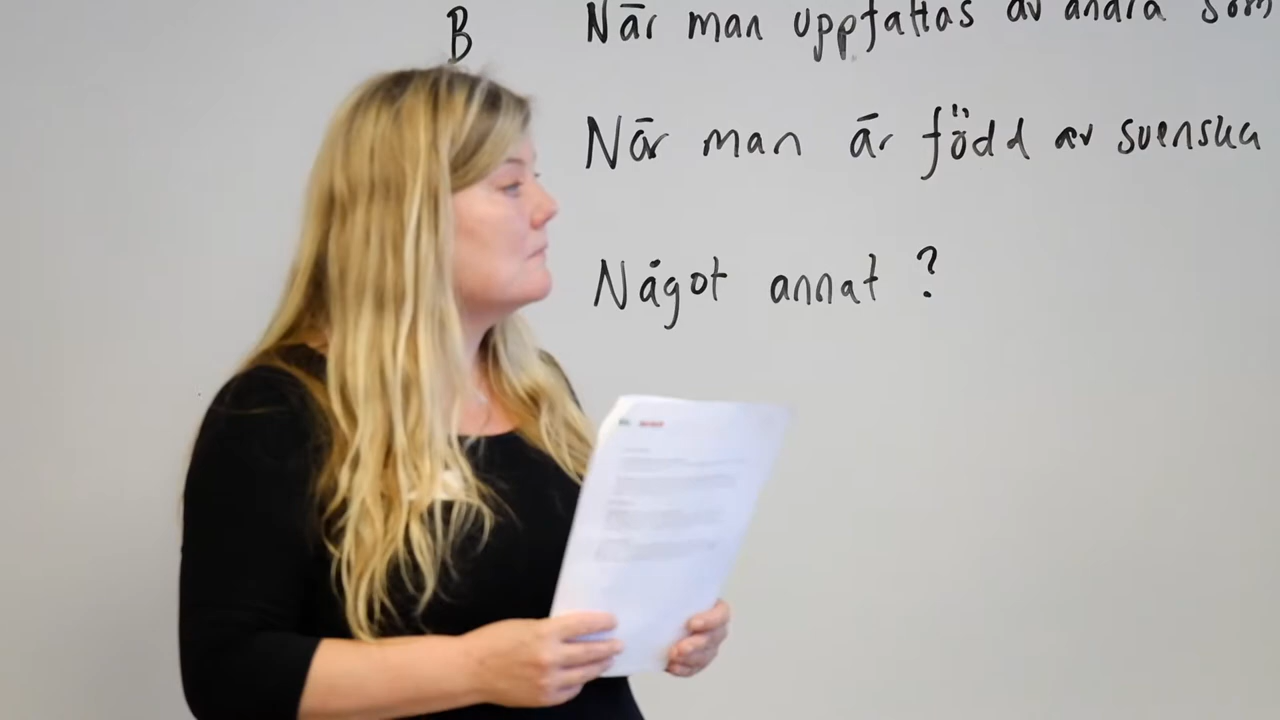 B När man uppfattas av andra som
När man är född av svenska
Något annat ?